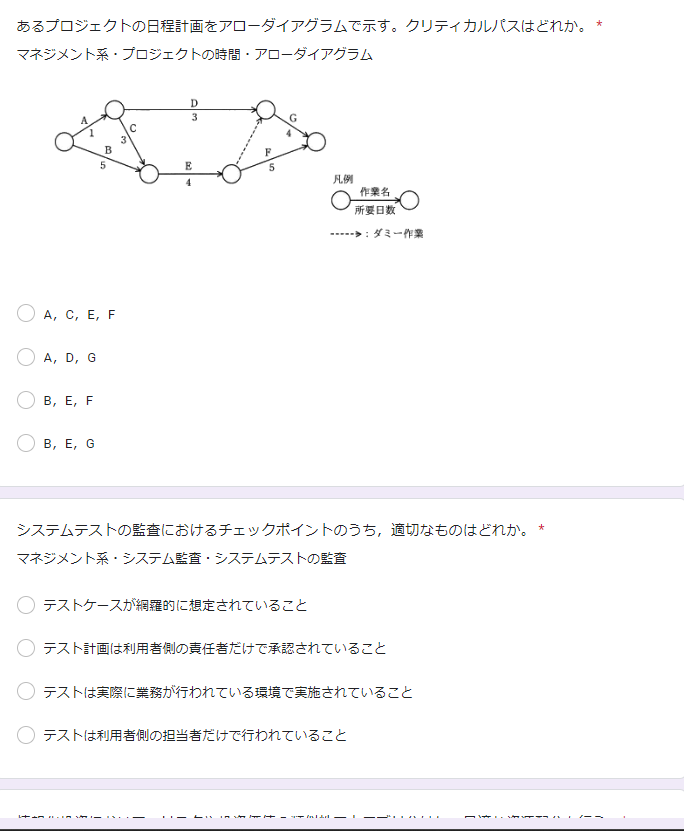 あるプロジェクトの日程計画をアローダイアグラムで示す。クリティカルパスはどれか。 *
マネジメント系・プロジェクトの時間・アローダイアグラム
D
3
A
1
C
3
G
4
B
5
E
4
F
5
凡例
作業名
所要日数
：ダミー作業
A, C, E, F
A, D, G
B, E, F
B, E, G
システムテストの監査におけるチェックポイントのうち，適切なものはどれか。 *
マネジメント系・システム監査・システムテストの監査
テストケースが網羅的に想定されていること
テスト計画は利用者側の責任者だけで承認されていること
テストは実際に業務が行われている環境で実施されていること
テストは利用者側の担当者だけで行われていること